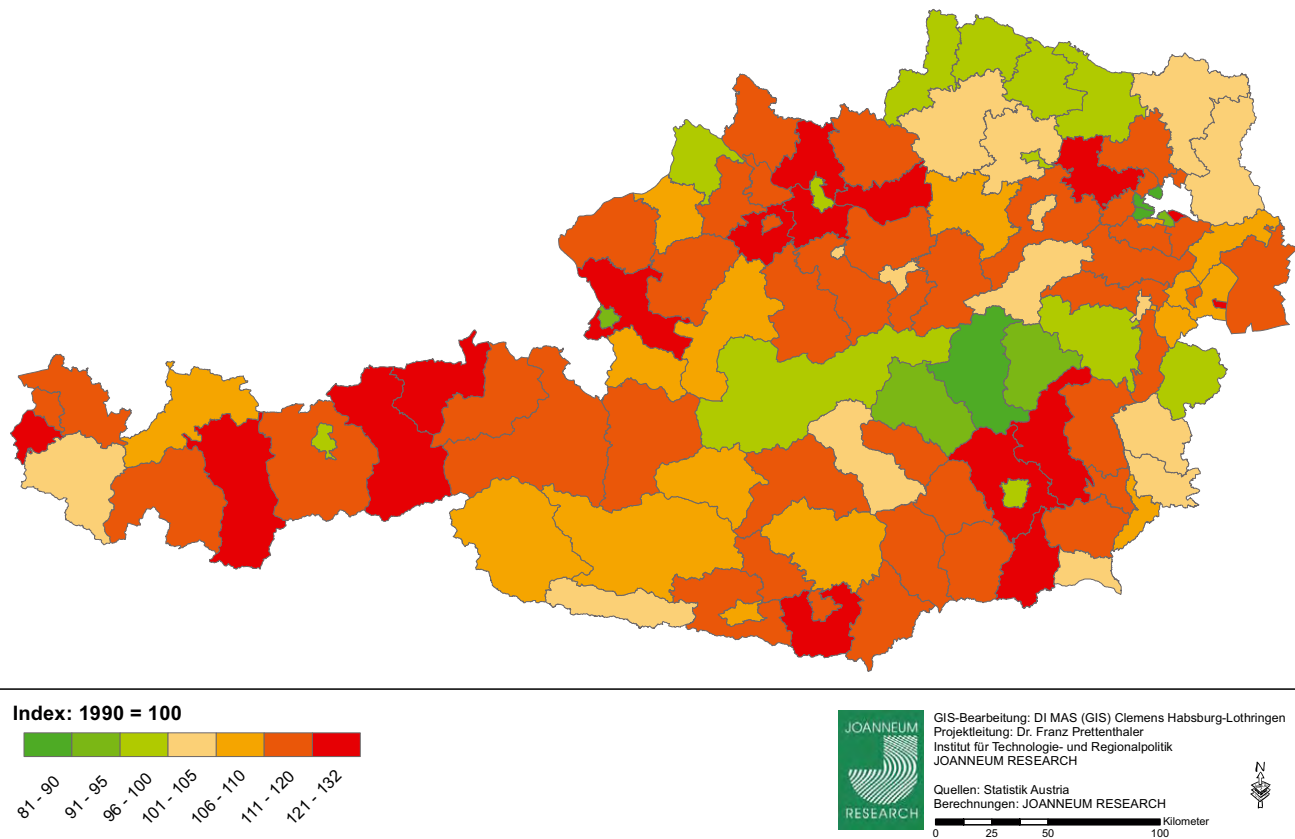 Index: 1990 = 100
81 - 90
91 - 95
96 - 100
101 - 105
106 - 110
111 - 120
121 - 132
JOANNEUM
RESEARCH
GIS-Bearbeitung: DI MAS (GIS) Clemens Habsburg-Lothringen
Projektleitung: Dr. Franz Prettenthaler
Institut für Technologie- und Regionalpolitik
JOANNEUM RESEARCH
Quellen: Statistik Austria
Berechnungen: JOANNEUM RESEARCH
N
Kilometer
0 25 50 100